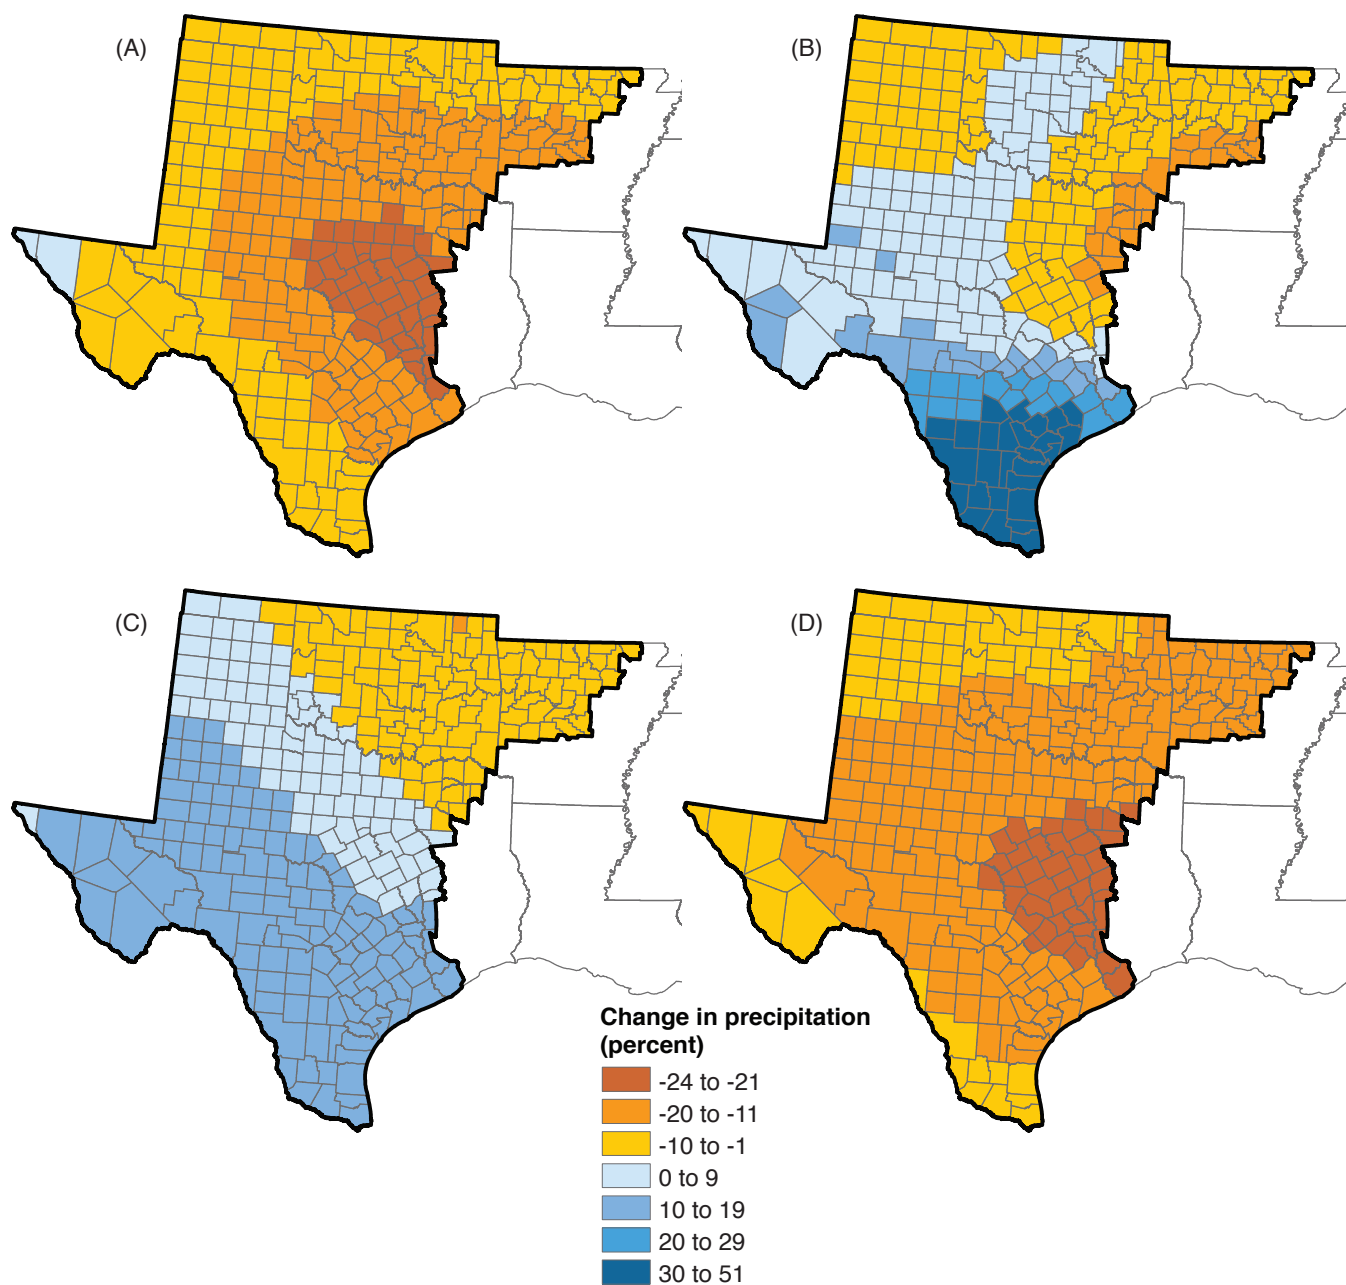 (A)
(B)
(C)
(D)
Change in precipitation
(percent)
-24 to -21
-20 to -11
-10 to -1
0 to 9
10 to 19
20 to 29
30 to 51